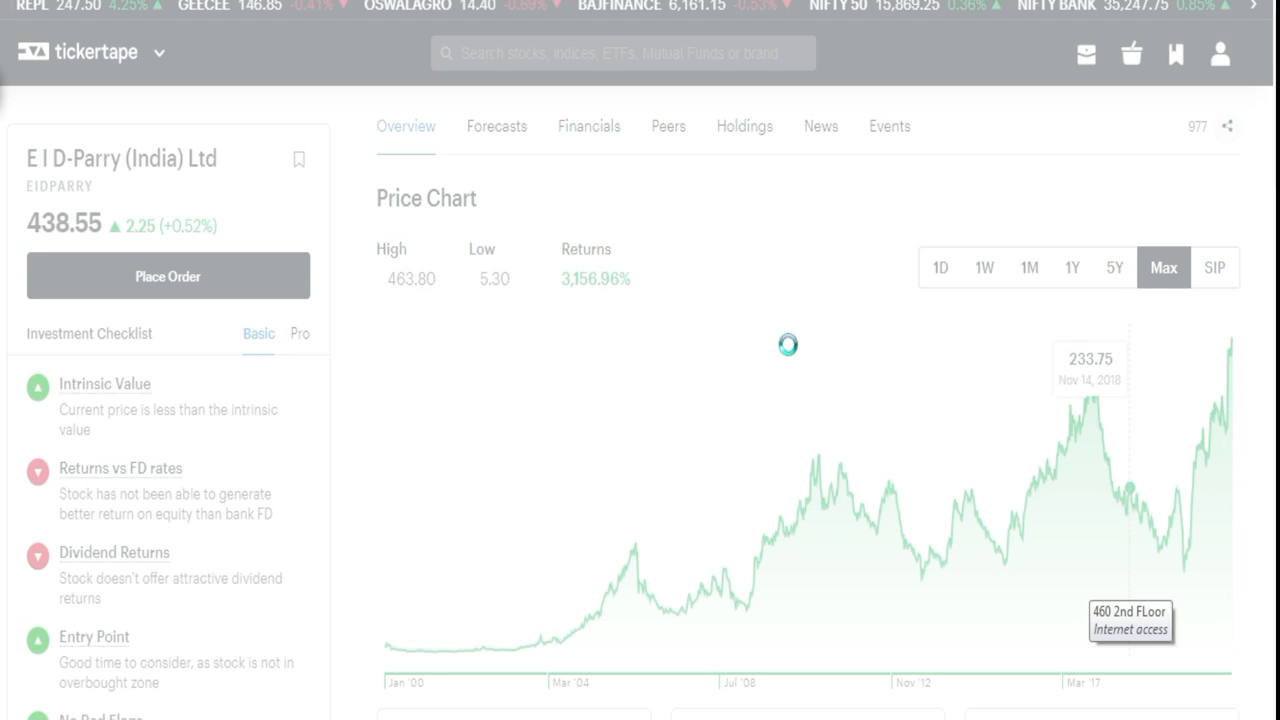 REPL 247.50 4.25% ▲ GEECEE 146.85 -0.41% ▼ OSWALAGRO 14.40 -0.69% ▼ BAJFINANCE 6,161.15 -0.53% ▼ NIFTY 50 15,869.25 0.36% ▲ NIFTY BANK 35,247.75 0.85% ▲
tickertape
Search stocks, indices, ETFs, Mutual Funds or brand
Overview Forecasts Financials Peers Holdings News Events
977
E I D-Parry (India) Ltd
EIDPARRY
438.55 ▲ 2.25 (+0.52%)
Place Order
Investment Checklist Basic Pro
Intrinsic Value
Current price is less than the intrinsic
value
Returns vs FD rates
Stock has not been able to generate
better return on equity than bank FD
Dividend Returns
Stock doesn't offer attractive dividend
returns
Entry Point
Good time to consider, as stock is not in
overbought zone
No Red Flags
Price Chart
High Low Returns
463.80 5.30 3,156.96%
1D 1W 1M 1Y 5Y Max SIP
233.75
Nov 14, 2018
460 2nd FLoor
Internet access
Jan '00 Mar '04 Jul '08 Nov '12 Mar '17